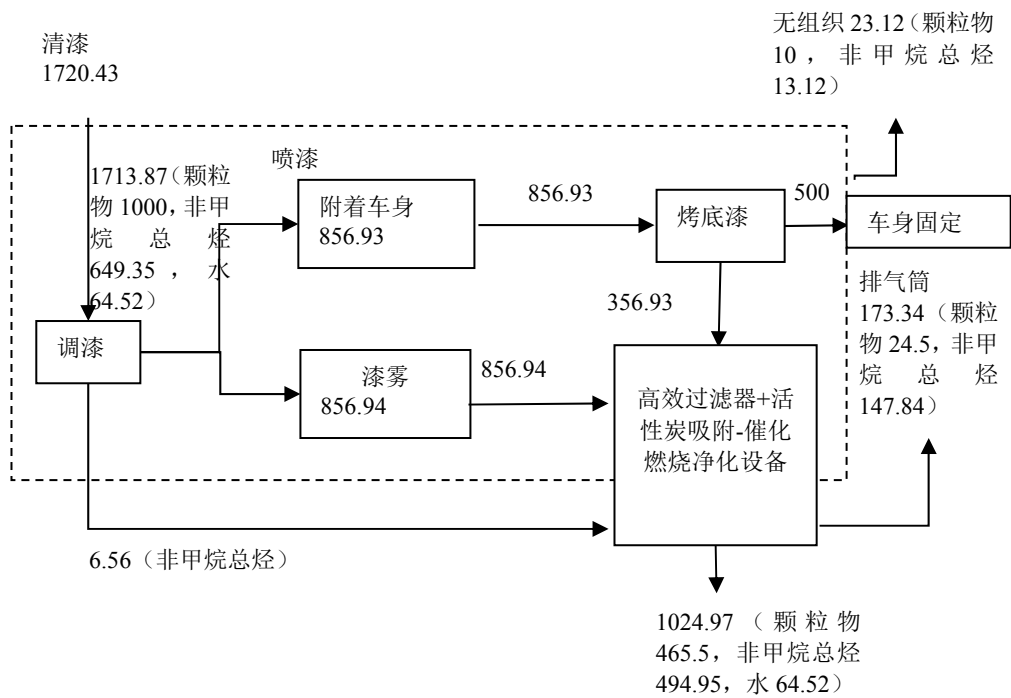 清漆
1720.43
无组织 23.12（颗粒物
10 ，非甲烷总烃
13.12）
喷漆
1713.87（颗粒
物 1000，非甲
烷总烃
649.35 ，水
64.52）
附着车身
856.93
856.93
烤底漆
500
车身固定
356.93
排气筒
173.34（颗粒
物 24.5，非甲
烷总烃
147.84）
调漆
漆雾
856.94
856.94
高效过滤器+活
性炭吸附-催化
燃烧净化设备
6.56（非甲烷总烃）
1024.97 （颗粒物
465.5，非甲烷总烃
494.95，水 64.52）